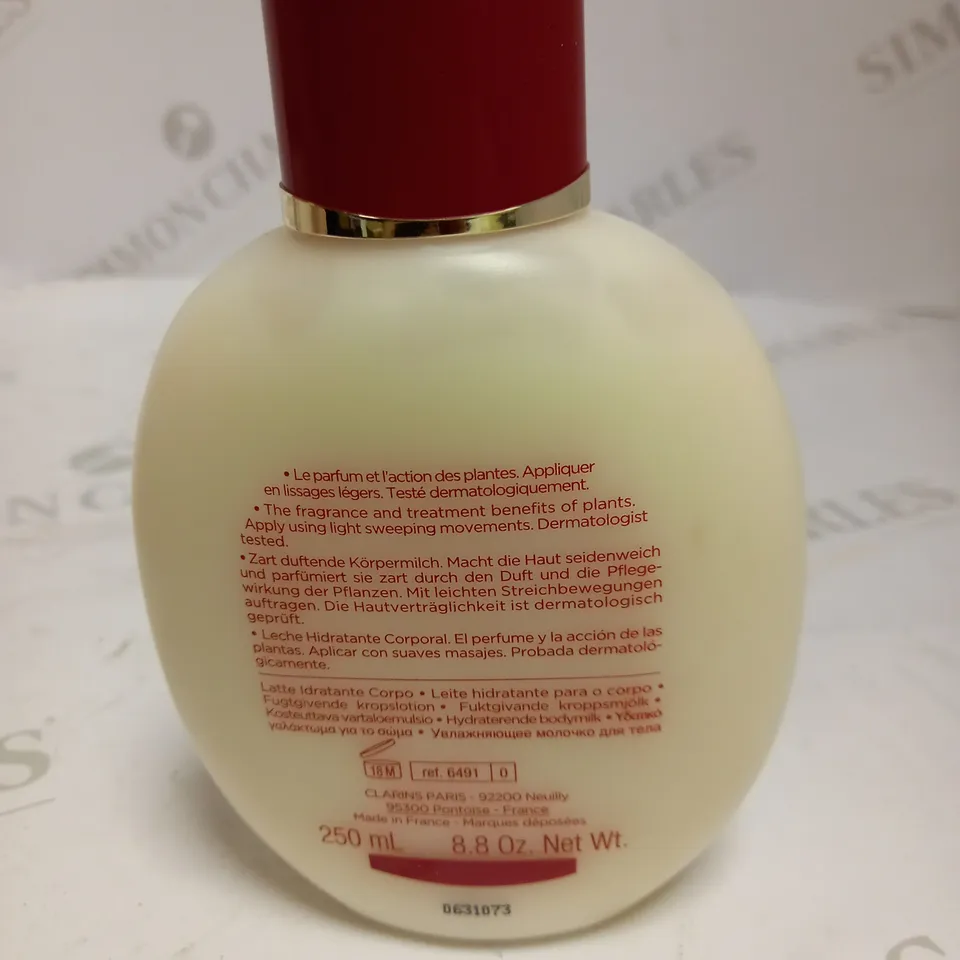 • Le parfum et l'action des plantes. Appliquer
en lissages légers. Testé dermatologiquement.
• The fragrance and treatment benefits of plants.
Apply using light sweeping movements. Dermatologist
tested.
• Zart duftende Körpermilch. Macht die Haut seidenweich
und parfümiert sie zart durch den Duft und die Pflege-
wirkung der Pflanzen. Mit leichten Streichbewegungen
auftragen. Die Hautverträglichkeit ist dermatologisch
geprüft.
• Leche Hidratante Corporal. El perfume y la acción de las
plantas. Aplicar con suaves masajes. Probada dermatoló-
gicamente.
Latte Idratante Corpo • Leite hidratante para o corpo •
Fugtgivende kropslotion • Fuktgivande kroppsmjölk •
Kosteuttava vartaloemulsio • Hydraterende bodymilk • Υδατικό
γαλάκτωμα για το σώμα • Увлажняющее молочко для тела
18M ref. 6491 0
CLARINS PARIS - 92200 Neuilly
95300 Pontoise - France
Made in France - Marques déposées
250 mL 8.8 Oz. Net Wt.
0631073